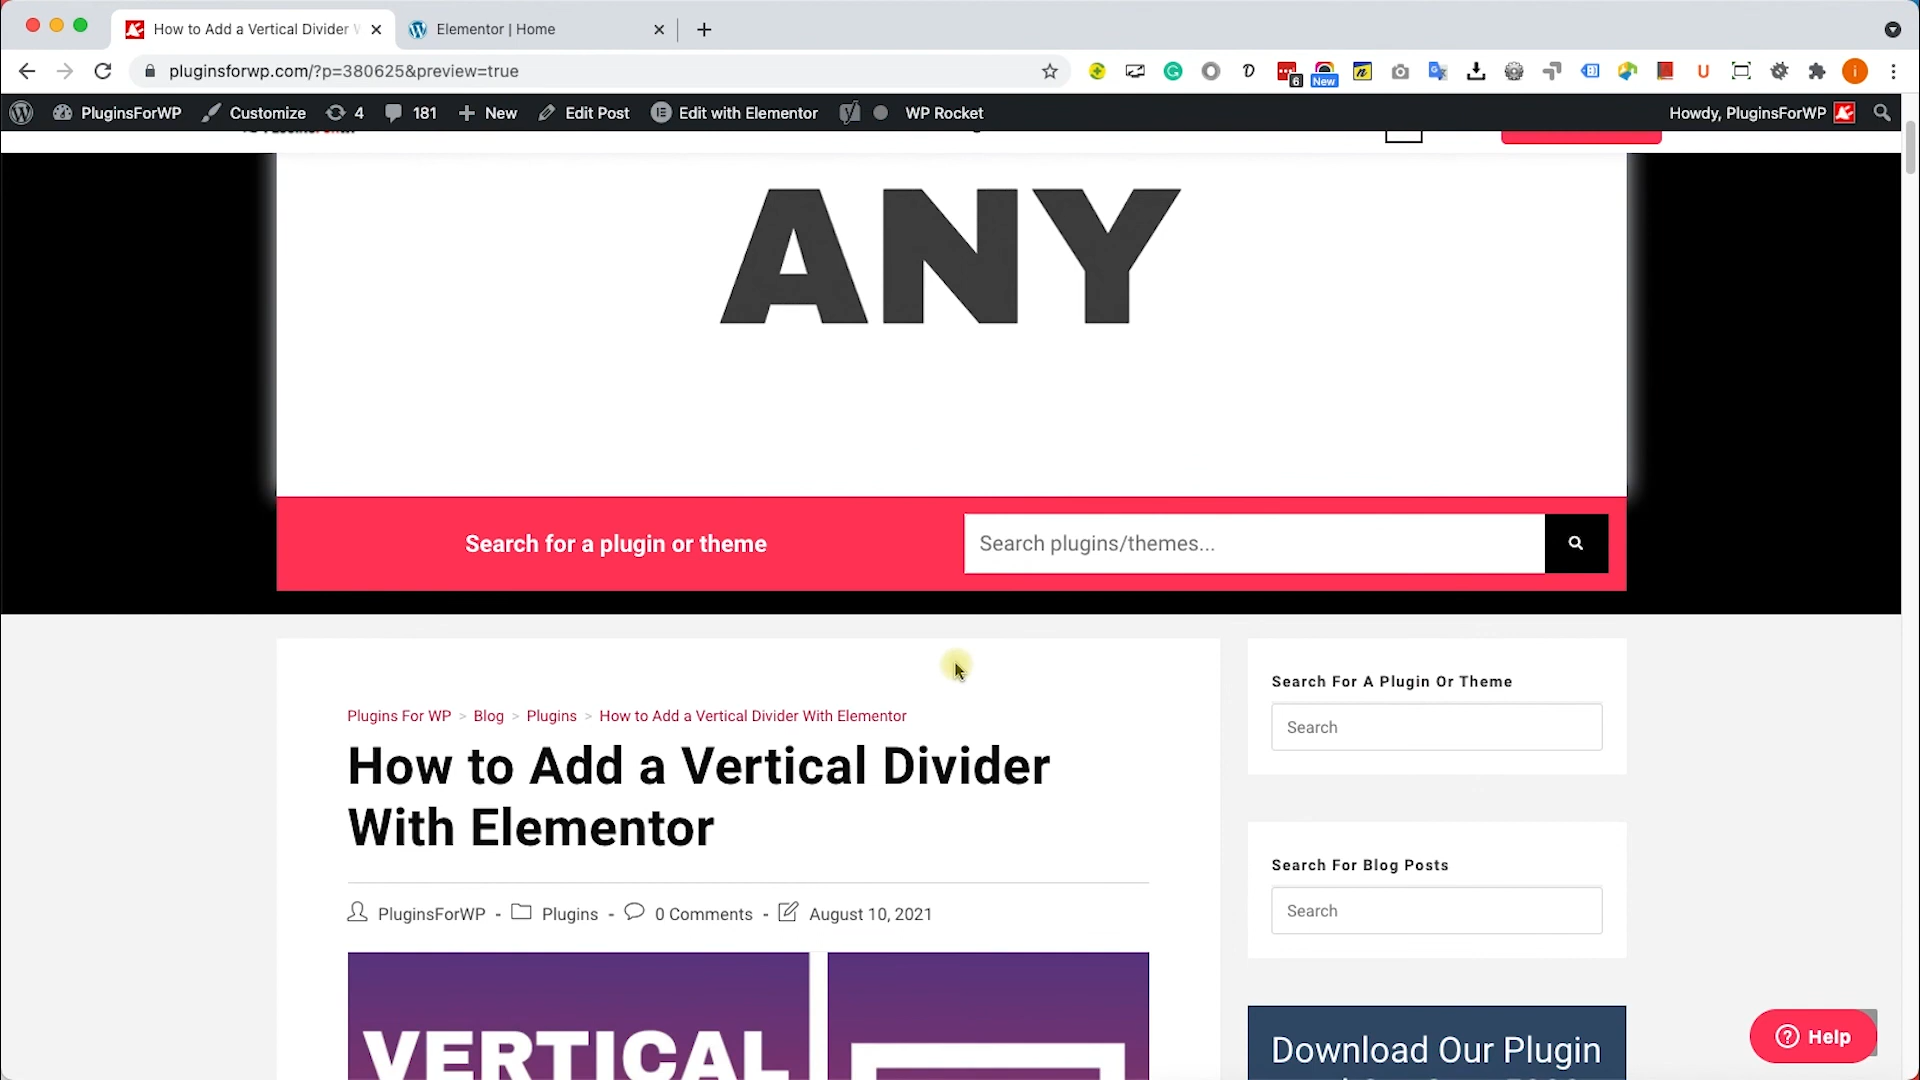 How to Add a Vertical Divider
Elementor | Home
pluginsforwp.com/?p=380625&preview=true
6
New
PluginsForWP
Customize
4
181
New
Edit Post
Edit with Elementor
WP Rocket
Howdy, PluginsForWP
ANY
Search for a plugin or theme
Search plugins/themes...
Plugins For WP > Blog > Plugins > How to Add a Vertical Divider With Elementor
How to Add a Vertical Divider
With Elementor
PluginsForWP - Plugins - 0 Comments - August 10, 2021
VERTICAL
Search For A Plugin Or Theme
Search
Search For Blog Posts
Search
Download Our Plugin
Help